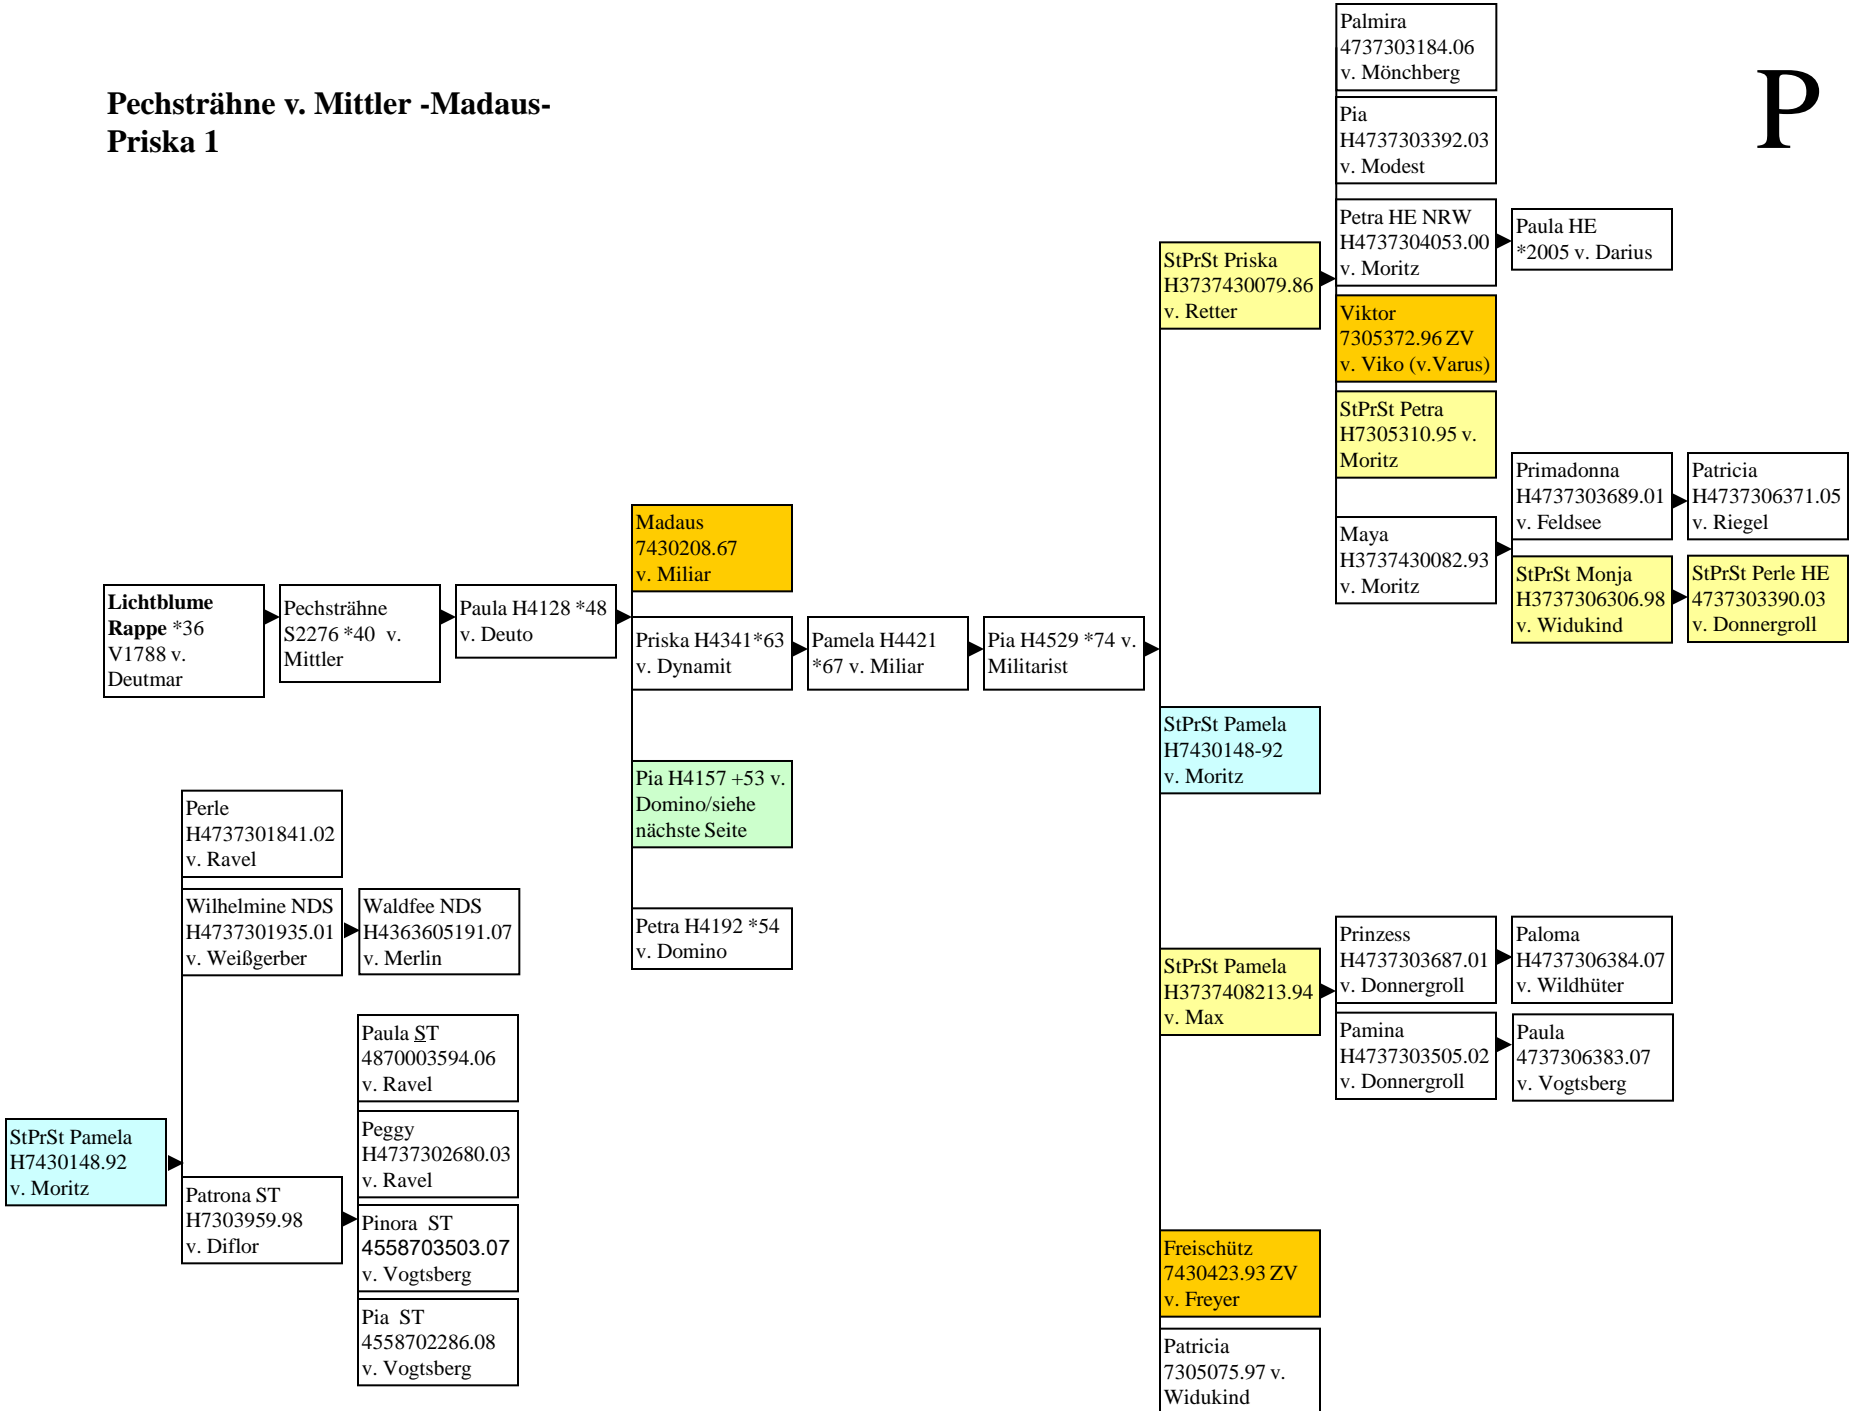 Pechsträhne v. Mittler -Madaus-
Priska 1
P
Palmira
4737303184.06
v. Mönchberg
Pia
H4737303392.03
v. Modest
Petra HE NRW
H4737304053.00
v. Moritz
Paula HE
*2005 v. Darius
StPrSt Priska
H3737430079.86
v. Retter
Viktor
7305372.96 ZV
v. Viko (v.Varus)
StPrSt Petra
H7305310.95 v.
Moritz
Primadonna
H4737303689.01
v. Feldsee
Patricia
H4737306371.05
v. Riegel
Maya
H3737430082.93
v. Moritz
StPrSt Monja
H3737306306.98
v. Widukind
StPrSt Perle HE
4737303390.03
v. Donnergroll
Madaus
7430208.67
v. Miliar
Lichtblume
Rappe *36
V1788 v.
Deutmar
Pechsträhne
S2276 *40 v.
Mittler
Paula H4128 *48
v. Deuto
Priska H4341*63
v. Dynamit
Pamela H4421
*67 v. Miliar
Pia H4529 *74 v.
Militarist
StPrSt Pamela
H7430148-92
v. Moritz
Pia H4157 +53 v.
Domino/siehe
nächste Seite
Petra H4192 *54
v. Domino
Perle
H4737301841.02
v. Ravel
Wilhelmine NDS
H4737301935.01
v. Weißgerber
Waldfee NDS
H4363605191.07
v. Merlin
StPrSt Pamela
H3737408213.94
v. Max
Prinzess
H4737303687.01
v. Donnergroll
Paloma
H4737306384.07
v. Wildhüter
Pamina
H4737303505.02
v. Donnergroll
Paula
4737306383.07
v. Vogtsberg
Paula ST
4870003594.06
v. Ravel
Peggy
H4737302680.03
v. Ravel
StPrSt Pamela
H7430148.92
v. Moritz
Patrona ST
H7303959.98
v. Diflor
Pinora ST
4558703503.07
v. Vogtsberg
Pia ST
4558702286.08
v. Vogtsberg
Freischütz
7430423.93 ZV
v. Freyer
Patricia
7305075.97 v.
Widukind